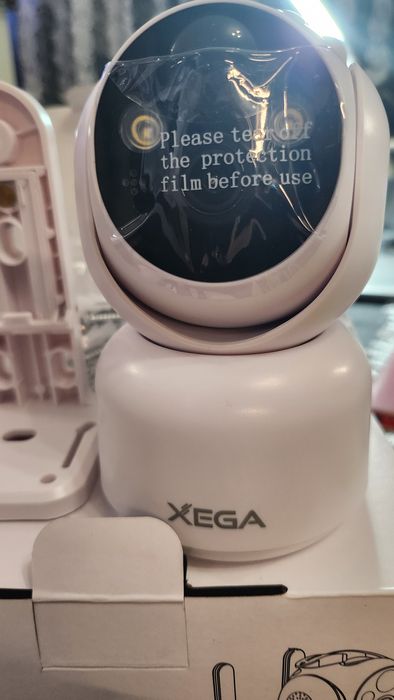 Please tear off
the protection
film before use
XEGA